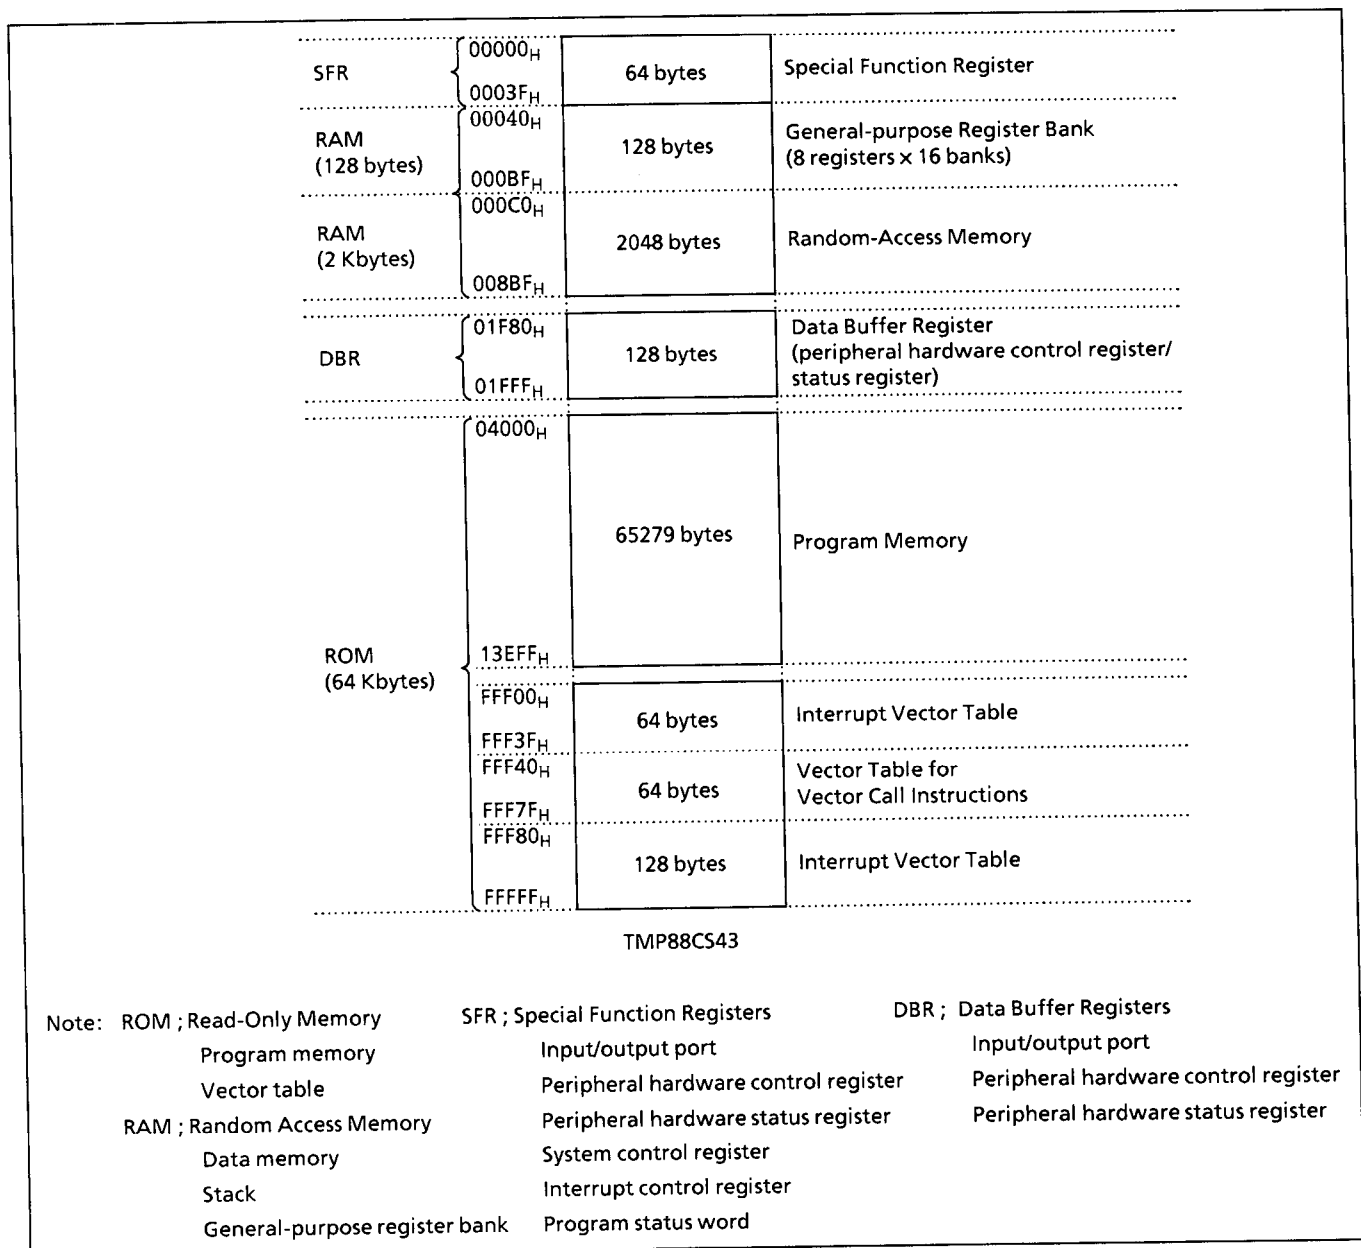 SFR 00000H 64 bytes Special Function Register
0003FH
RAM 00040H 128 bytes General-purpose Register Bank
(128 bytes) (8 registers x 16 banks)
000BFH
000C0H
RAM 2048 bytes Random-Access Memory
(2 Kbytes)
008BFH
01F80H Data Buffer Register
DBR 128 bytes (peripheral hardware control register/
01FFFH status register)
04000H
65279 bytes Program Memory
ROM 13EFFH
(64 Kbytes)
FFF00H
64 bytes Interrupt Vector Table
FFF3FH
FFF40H Vector Table for
64 bytes Vector Call Instructions
FFF7FH
FFF80H
128 bytes Interrupt Vector Table
FFFFFH
TMP88CS43
Note: ROM ; Read-Only Memory SFR ; Special Function Registers DBR ; Data Buffer Registers
Program memory Input/output port Input/output port
Vector table Peripheral hardware control register Peripheral hardware control register
RAM ; Random Access Memory Peripheral hardware status register Peripheral hardware status register
Data memory System control register
Stack Interrupt control register
General-purpose register bank Program status word